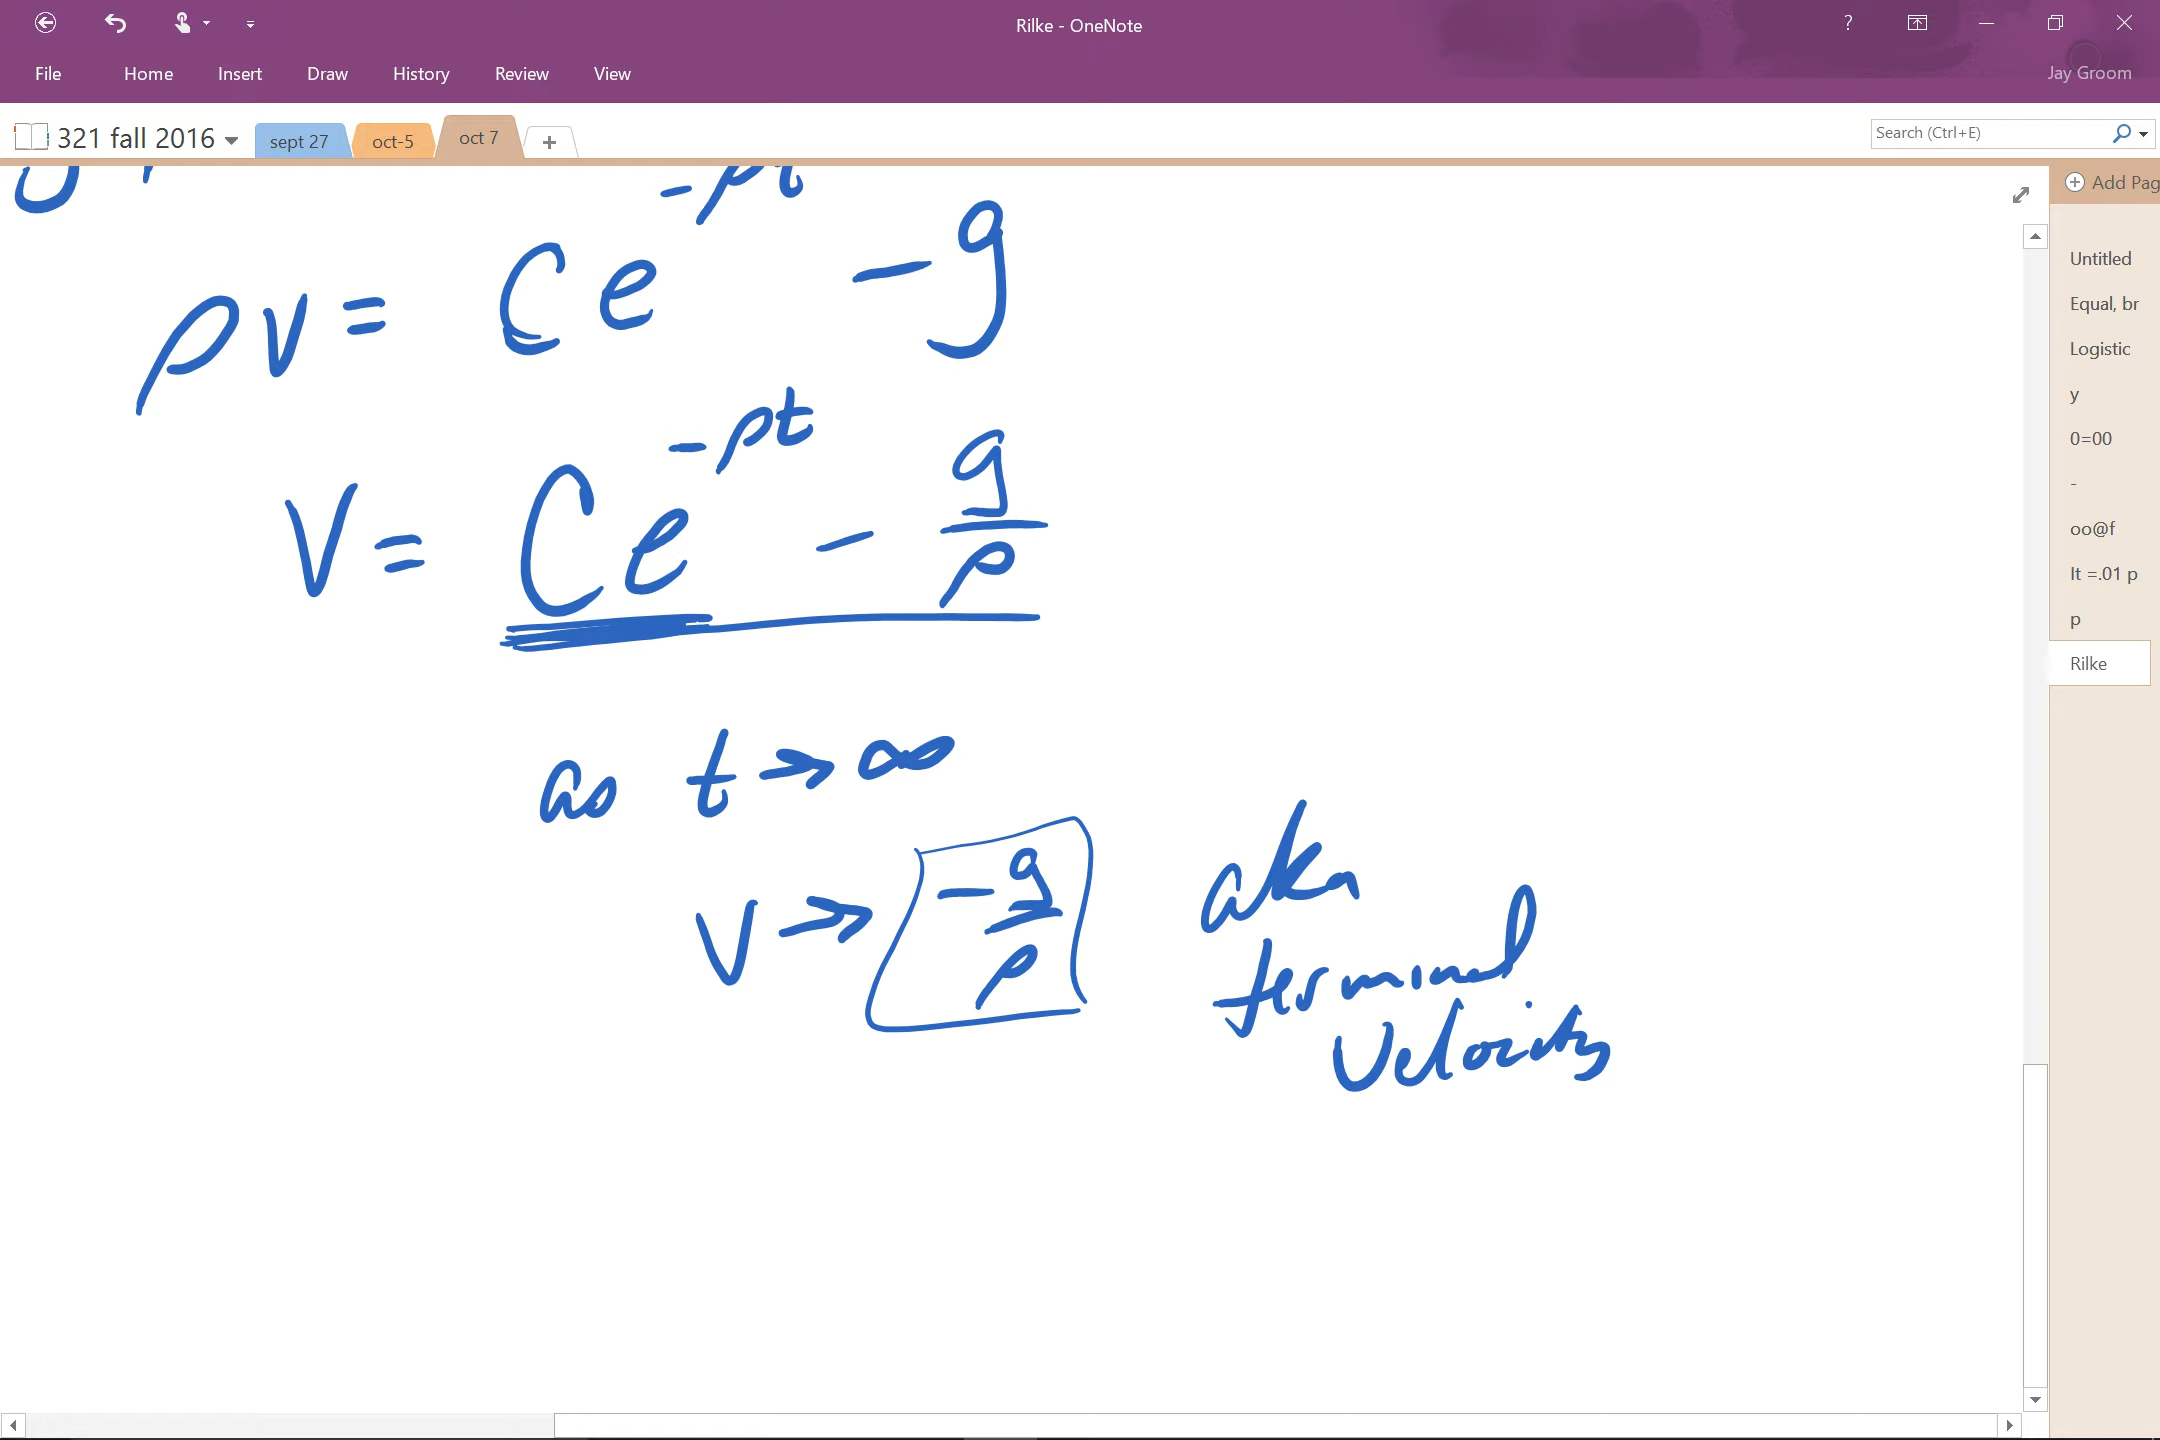 Rilke - OneNote
?
File Home Insert Draw History Review View
Jay Groom
321 fall 2016 sept 27 oct-5 oct 7 +
Search (Ctrl+E)
Add Pag
Untitled
Equal, br
Logistic
y
0=00
-
oo@f
It =.01 p
p
Rilke
ρv = Ce^{-ρt} - g
V = Ce^{-ρt} - g/ρ
as t → ∞
V → -g/ρ
aka
terminal
velocity